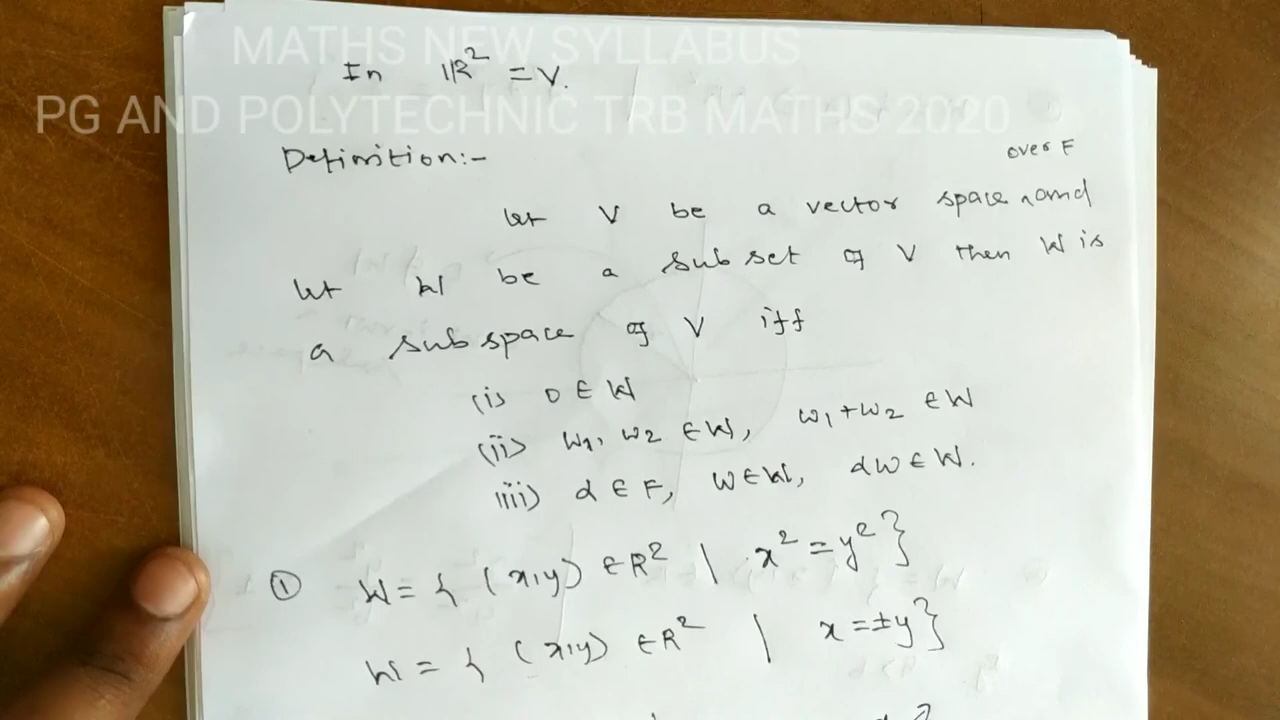 MATHS NEW SYLLABUS
In ℝ² = V.
PG AND POLYTECHNIC TRB MATHS 2020
Definition:-
over F
let V be a vector space ^ and
let W be a subset of V then W is
a subspace of V iff
(i) 0 ∈ W
(ii) W₁, W₂ ∈ W, W₁ + W₂ ∈ W
(iii) α ∈ F, W ∈ W, αW ∈ W.
① W = { (x,y) ∈ R² | x² = y² }
W = { (x,y) ∈ R² | x = ±y }